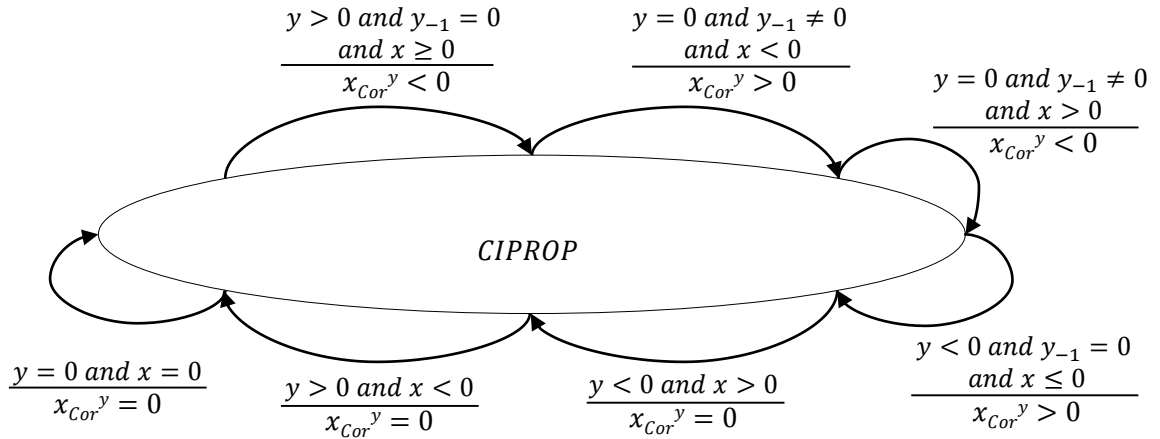 y > 0 and y₋₁ = 0
and x ≥ 0
x_Cor^y < 0
y = 0 and y₋₁ ≠ 0
and x < 0
x_Cor^y > 0
y = 0 and y₋₁ ≠ 0
and x > 0
x_Cor^y < 0
CIPROP
y = 0 and x = 0
x_Cor^y = 0
y > 0 and x < 0
x_Cor^y = 0
y < 0 and x > 0
x_Cor^y = 0
y < 0 and y₋₁ = 0
and x ≤ 0
x_Cor^y > 0